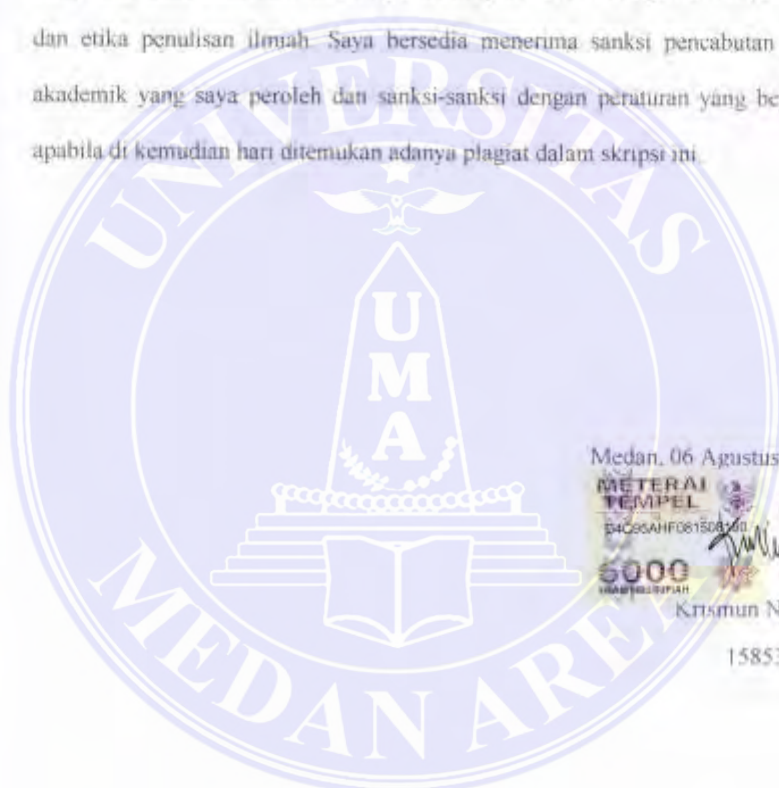 dan etika penulisan ilmiah. Saya bersedia menerima sanksi pencabutan
akademik yang saya peroleh dan sanksi-sanksi dengan peraturan yang be
apabila di kemudian hari ditemukan adanya plagiat dalam skripsi ini.
UNIVERSITAS
UMA
Medan, 06 Agustus
METERAI
TEMPEL
6000
Krismun N
15853
MEDAN AREA